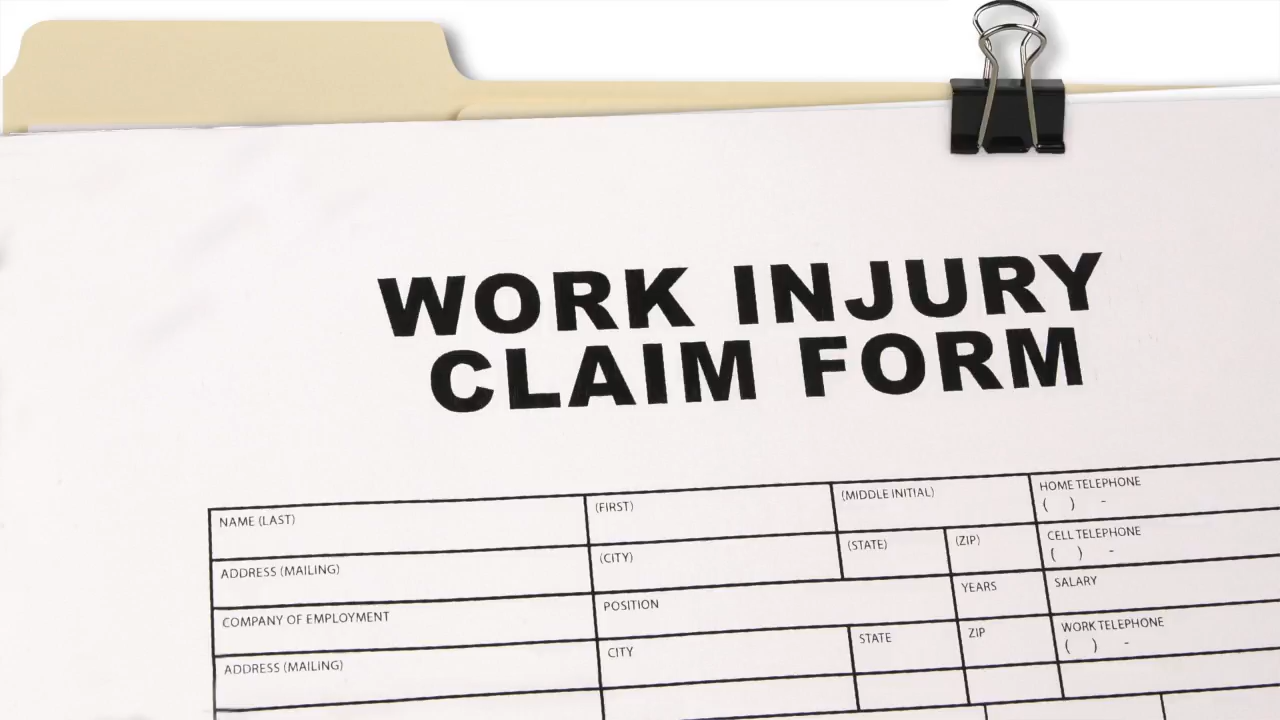 WORK INJURY
CLAIM FORM
NAME (LAST) (FIRST) (MIDDLE INITIAL) HOME TELEPHONE
( ) -
ADDRESS (MAILING) (CITY) (STATE) (ZIP) CELL TELEPHONE
( ) -
COMPANY OF EMPLOYMENT POSITION YEARS SALARY
ADDRESS (MAILING) CITY STATE ZIP WORK TELEPHONE
( ) -